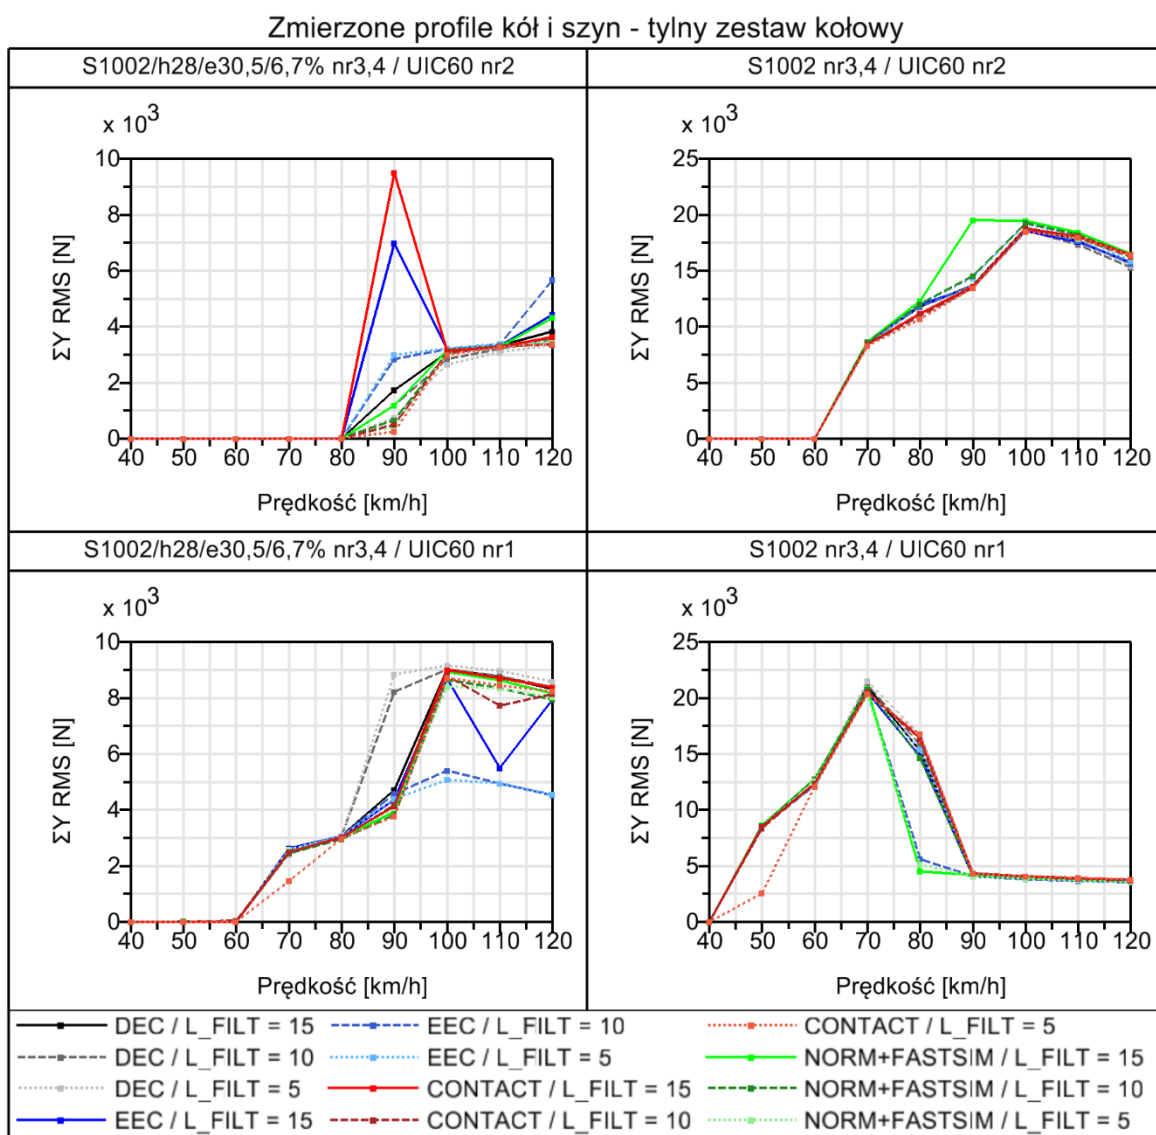 Zmierzone profile kół i szyn - tylny zestaw kołowy
S1002/h28/e30,5/6,7% nr3,4 / UIC60 nr2
S1002 nr3,4 / UIC60 nr2
x 10³
10
8
6
4
2
0
ΣY RMS [N]
40 50 60 70 80 90 100 110 120
Prędkość [km/h]
x 10³
25
20
15
10
5
0
ΣY RMS [N]
40 50 60 70 80 90 100 110 120
Prędkość [km/h]
S1002/h28/e30,5/6,7% nr3,4 / UIC60 nr1
S1002 nr3,4 / UIC60 nr1
x 10³
10
8
6
4
2
0
ΣY RMS [N]
40 50 60 70 80 90 100 110 120
Prędkość [km/h]
x 10³
25
20
15
10
5
0
ΣY RMS [N]
40 50 60 70 80 90 100 110 120
Prędkość [km/h]
DEC / L_FILT = 15
DEC / L_FILT = 10
DEC / L_FILT = 5
EEC / L_FILT = 15
EEC / L_FILT = 10
EEC / L_FILT = 5
CONTACT / L_FILT = 15
CONTACT / L_FILT = 10
CONTACT / L_FILT = 5
NORM+FASTSIM / L_FILT = 15
NORM+FASTSIM / L_FILT = 10
NORM+FASTSIM / L_FILT = 5